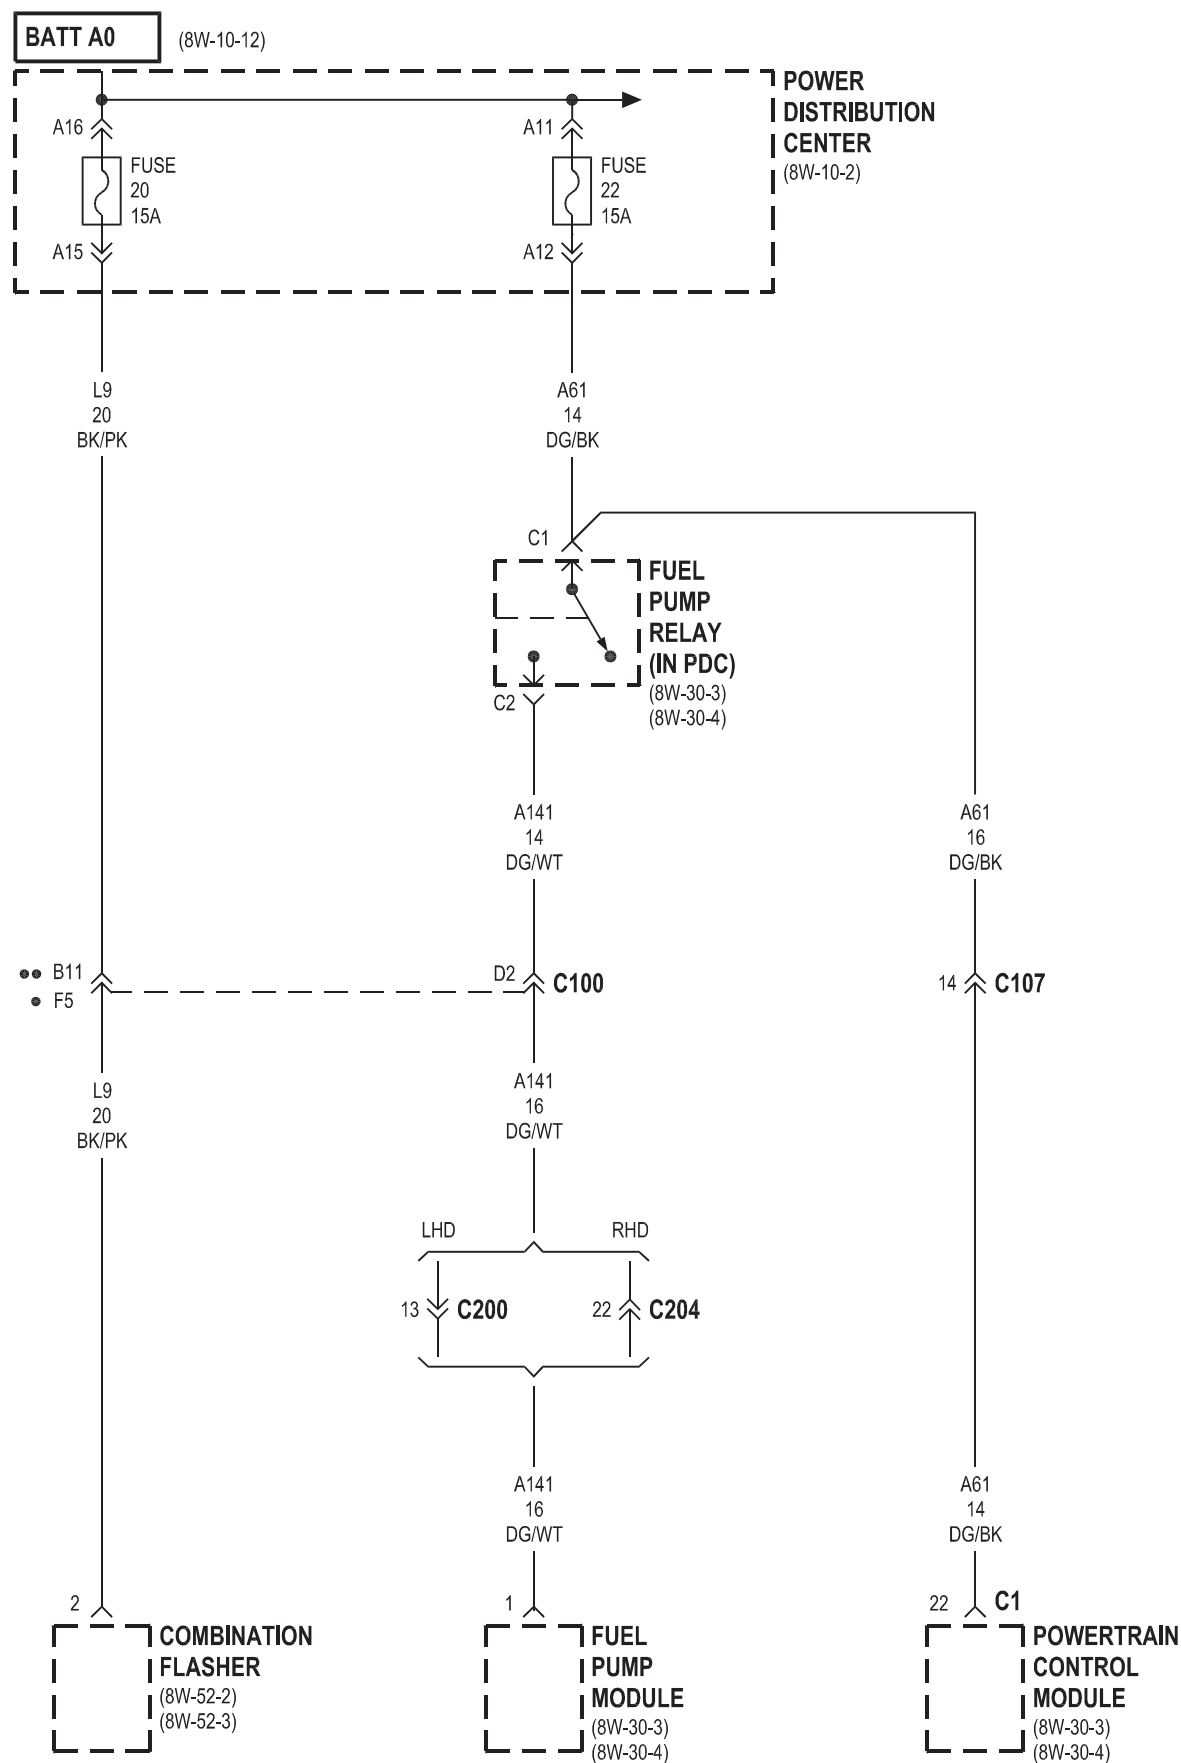 BATT A0
(8W-10-12)
POWER
DISTRIBUTION
CENTER
(8W-10-2)
A16
FUSE
20
15A
A15
A11
FUSE
22
15A
A12
L9
20
BK/PK
A61
14
DG/BK
C1
FUEL
PUMP
RELAY
(IN PDC)
(8W-30-3)
(8W-30-4)
C2
A141
14
DG/WT
A61
16
DG/BK
B11
F5
D2
C100
14
C107
L9
20
BK/PK
A141
16
DG/WT
LHD
RHD
13
C200
22
C204
A141
16
DG/WT
A61
14
DG/BK
2
COMBINATION
FLASHER
(8W-52-2)
(8W-52-3)
1
FUEL
PUMP
MODULE
(8W-30-3)
(8W-30-4)
22
C1
POWERTRAIN
CONTROL
MODULE
(8W-30-3)
(8W-30-4)